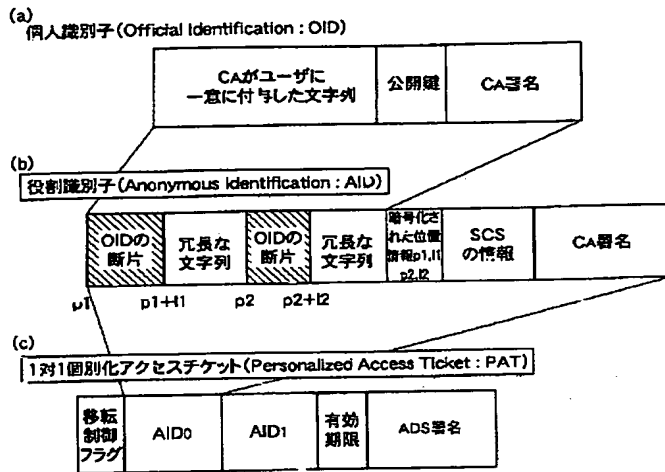 (a)
個人識別子(Official Identification : OID)
CAがユーザに
一意に付与した文字列
公開鍵
CA署名
(b)
役割識別子(Anonymous Identification : AID)
OIDの
断片
冗長な
文字列
OIDの
断片
冗長な
文字列
暗号化さ
れた位置
情報p1,l1
p2,l2
SCS
の情報
CA署名
p1
p1+l1
p2
p2+l2
(c)
1対1個別化アクセスチケット(Personalized Access Ticket : PAT)
移転
制御
フラグ
AID0
AID1
有効
期限
ADS署名